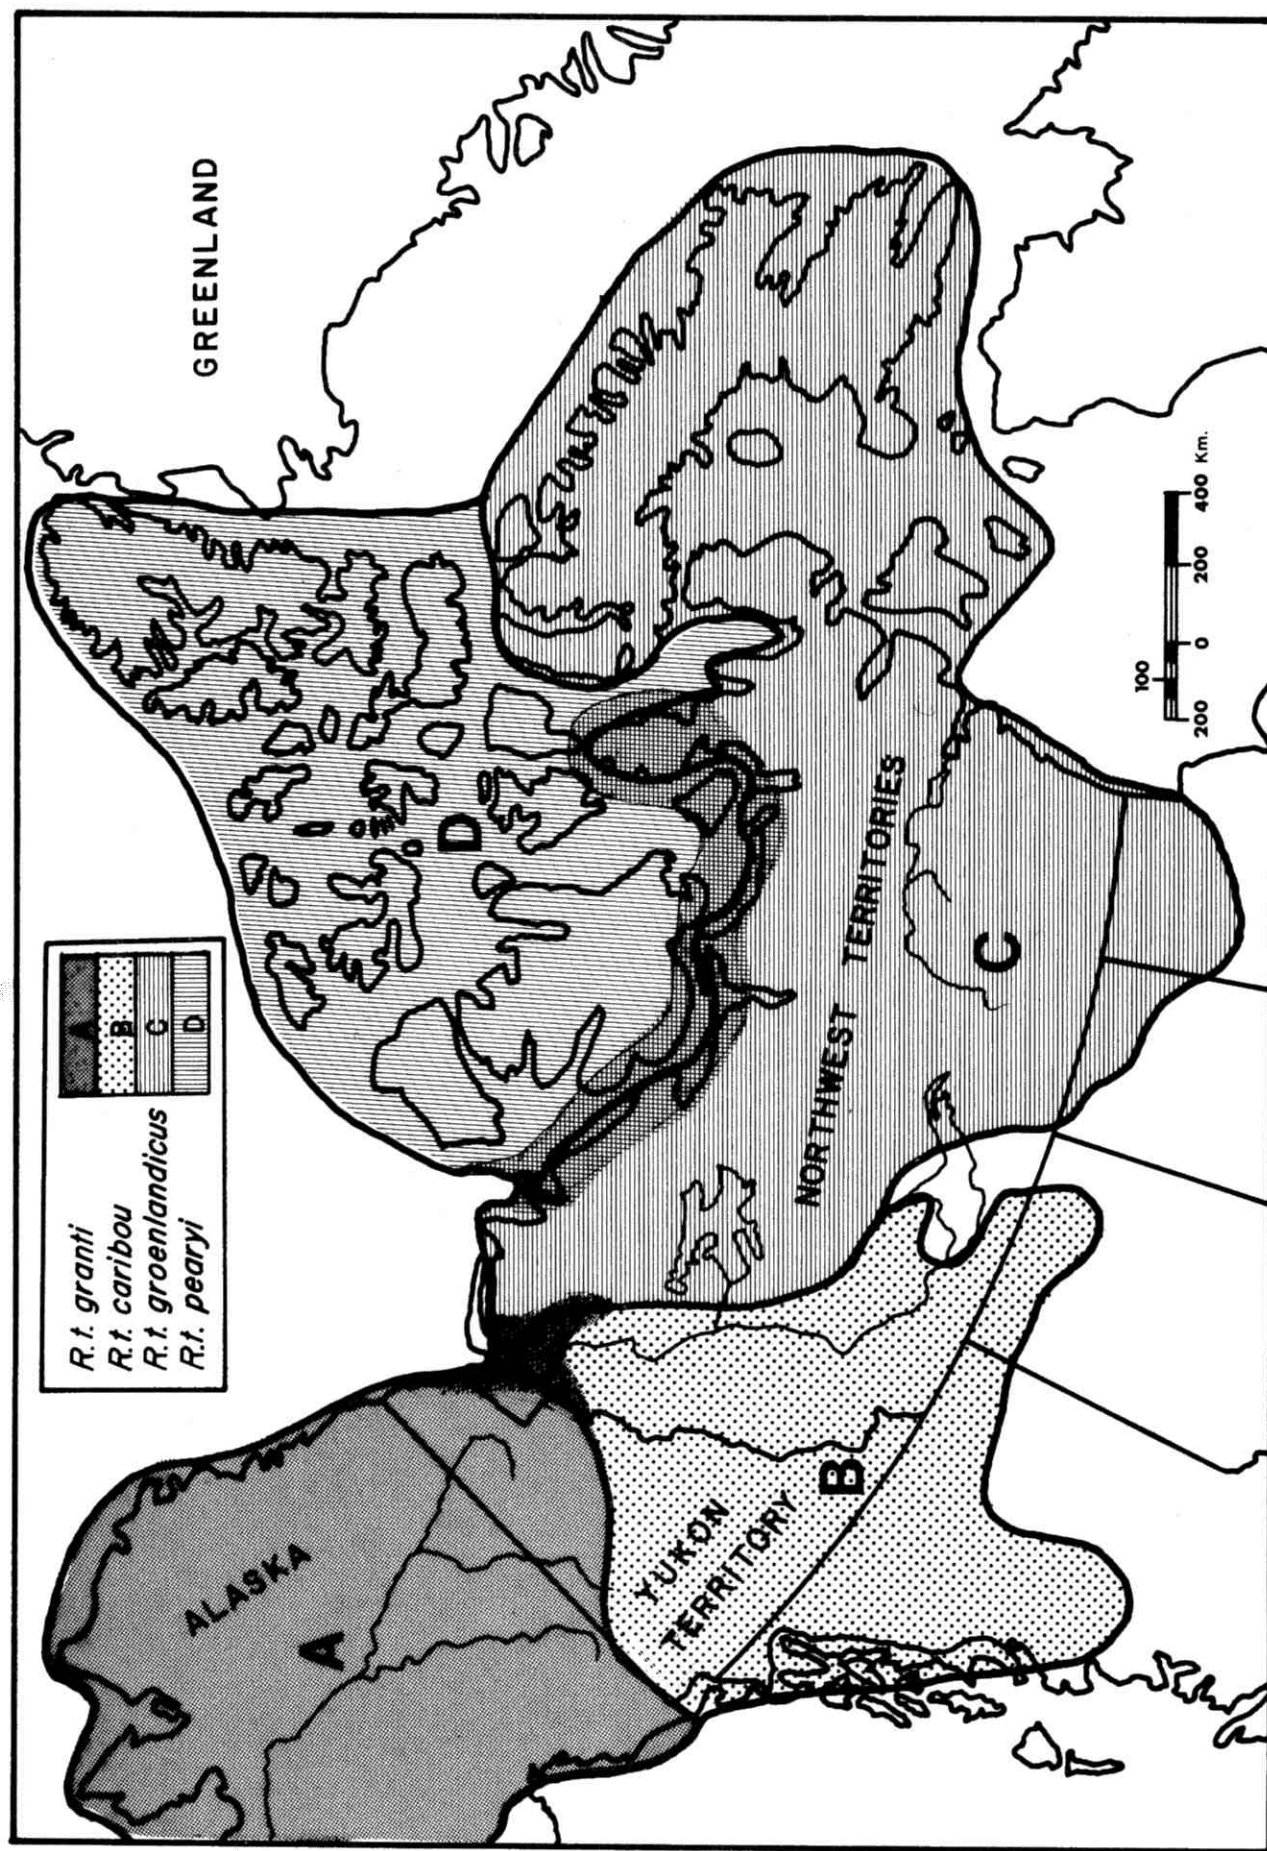 R.t. granti A
R.t. caribou B
R.t. groenlandicus C
R.t. pearyi D
GREENLAND
ALASKA
A
YUKON
TERRITORY
B
NORTHWEST TERRITORIES
C
D
100
200 0 200 400 Km.